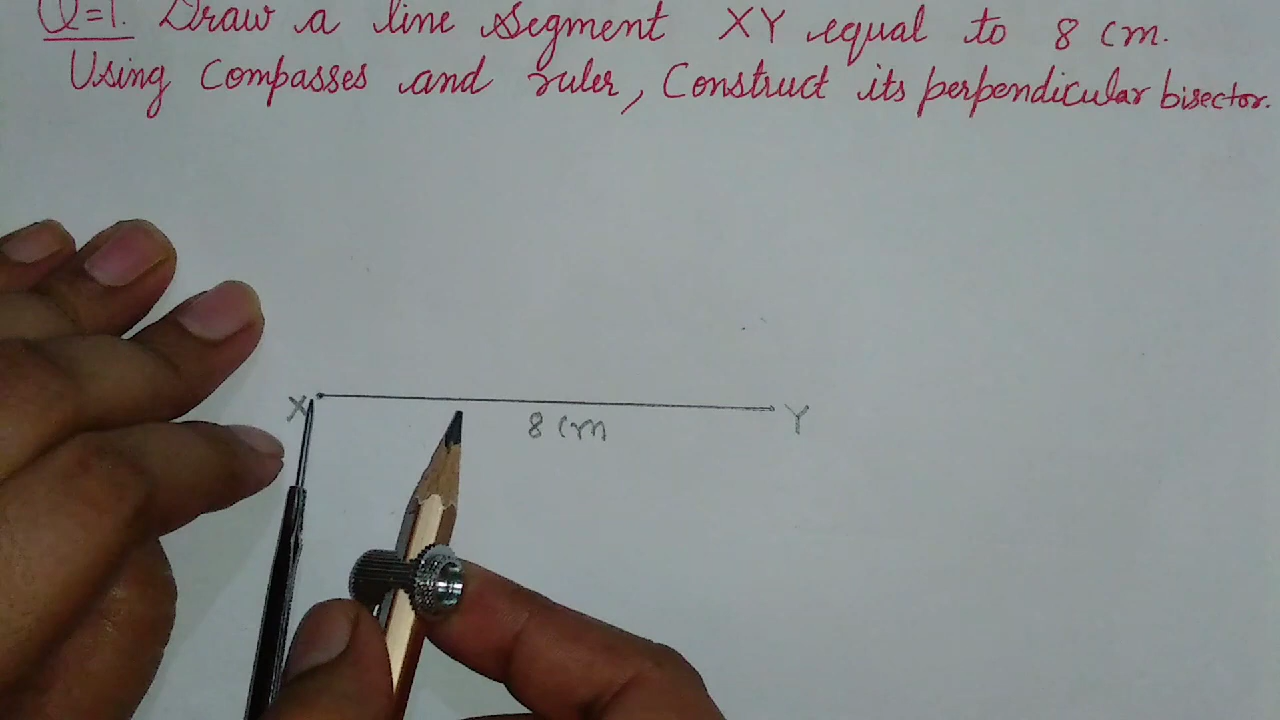 Q=1. Draw a line segment XY equal to 8 cm.
Using Compasses and ruler, Construct its perpendicular bisector.
X Y
8 cm